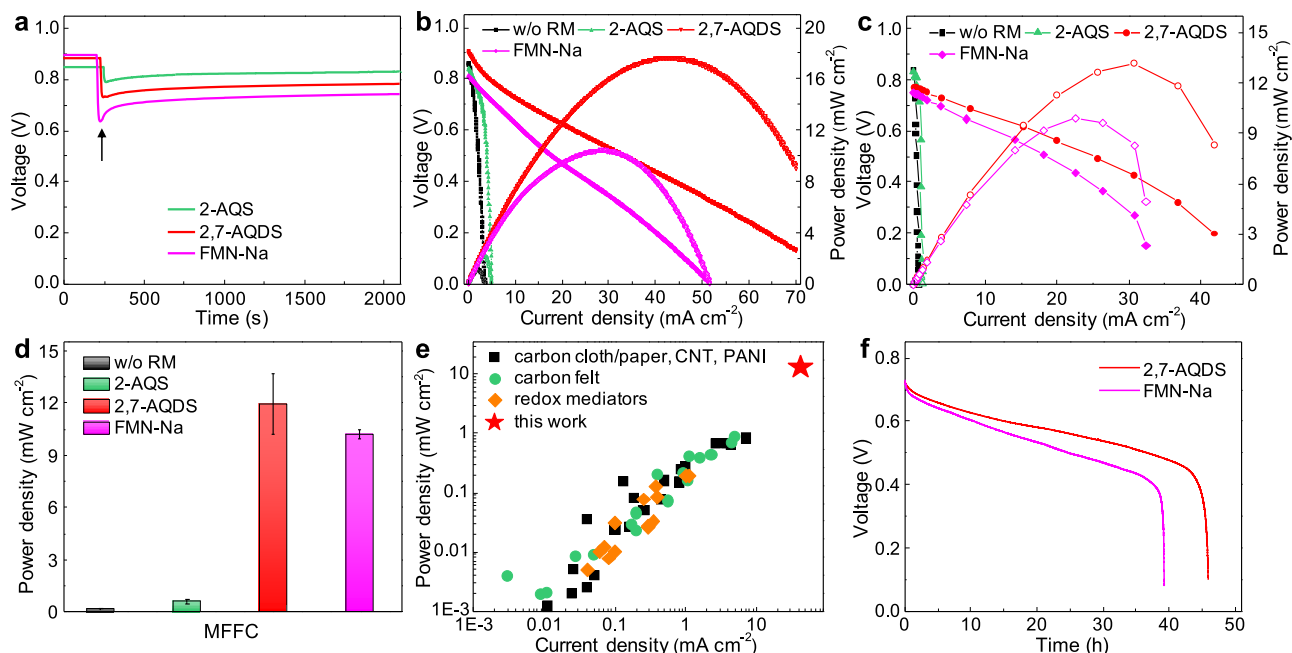 a
Voltage (V)
1.0
0.8
0.6
0.4
0.2
0.0
2-AQS
2,7-AQDS
FMN-Na
0 500 1000 1500 2000
Time (s)
b
w/o RM 2-AQS 2,7-AQDS
FMN-Na
Voltage (V)
1.0
0.8
0.6
0.4
0.2
0.0
20
16
12
8
4
0
Power density (mW cm-2)
0 10 20 30 40 50 60 70
Current density (mA cm-2)
c
w/o RM 2-AQS 2,7-AQDS
FMN-Na
Voltage (V)
1.0
0.8
0.6
0.4
0.2
0.0
15
12
9
6
3
0
Power density (mW cm-2)
0 10 20 30 40
Current density (mA cm-2)
d
Power density (mW cm-2)
15
12
9
6
3
0
w/o RM
2-AQS
2,7-AQDS
FMN-Na
MFFC
e
Power density (mW cm-2)
10
1
0.1
0.01
1E-3
carbon cloth/paper, CNT, PANI
carbon felt
redox mediators
this work
1E-3 0.01 0.1 1 10
Current density (mA cm-2)
f
Voltage (V)
0.8
0.6
0.4
0.2
0.0
2,7-AQDS
FMN-Na
0 10 20 30 40 50
Time (h)